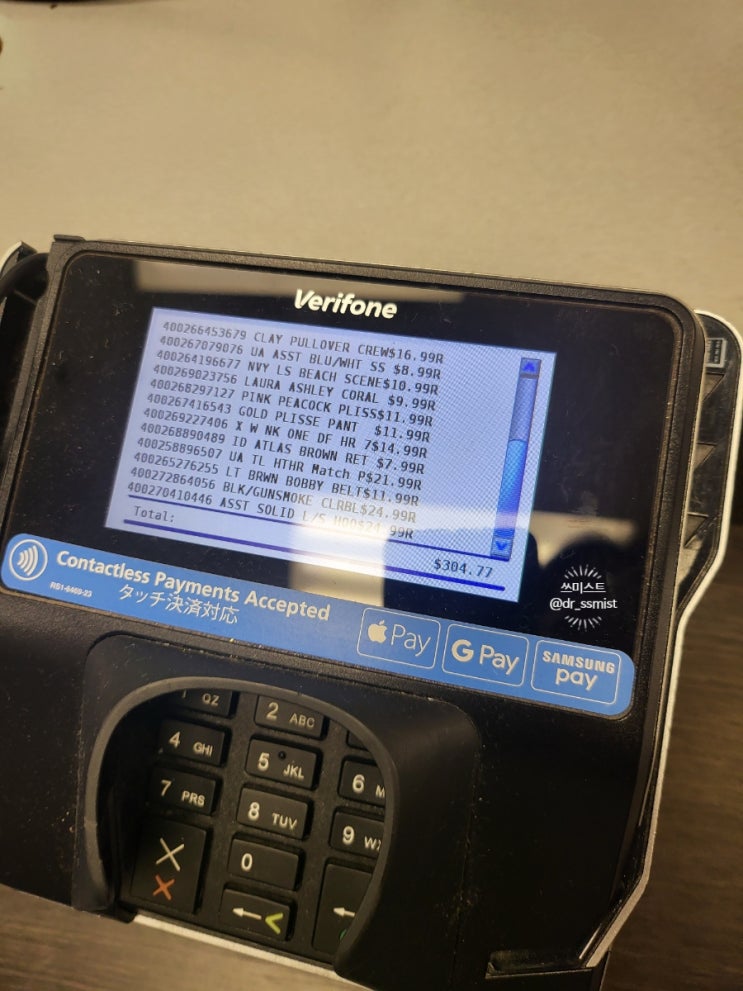 Verifone
400266453679 CLAY PULLOVER CREW$16.99R
400267079076 UA ASST BLU/WHT SS $8.99R
400264196677 NVY LS BEACH SCENE$10.99R
400269023756 LAURA ASHLEY CORAL $9.99R
400268297127 PINK PEACOCK PLISS$11.99R
400267416543 GOLD PLISSE PANT $11.99R
400269227406 X W NK ONE DF HR 7$14.99R
400268890489 ID ATLAS BROWN RET $7.99R
400258896507 UA TL HTHR Match P$21.99R
400265276255 LT BRWN BOBBY BELT$11.99R
400272864056 BLK/GUNSMOKE CLRBL$24.99R
400270410446 ASST SOLID L/S HOO$24.99R
Total: $304.77
쓰미스트
@dr_ssmist
Contactless Payments Accepted
タッチ決済対応
Pay
G Pay
SAMSUNG
pay
QZ
2 ABC
4 GHI
5 JKL
6
7 PRS
8 TUV
9
0